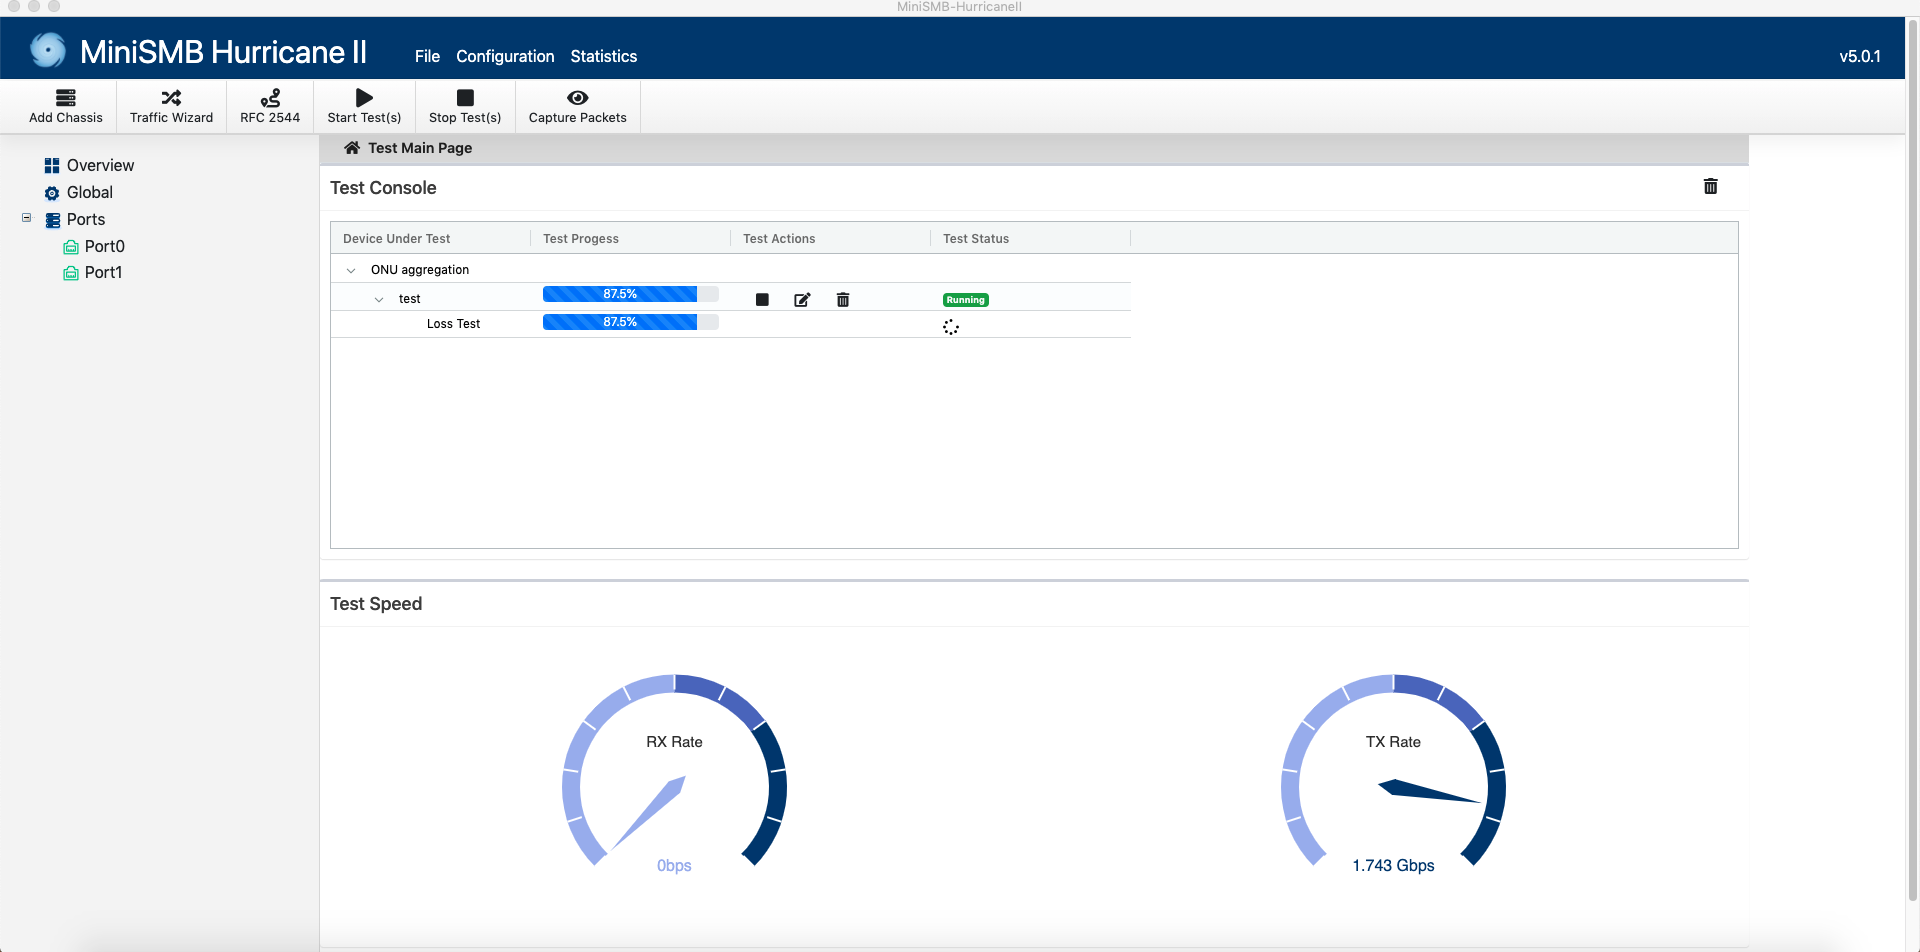 MiniSMB-HurricaneII
MiniSMB Hurricane II File Configuration Statistics v5.0.1
Add Chassis Traffic Wizard RFC 2544 Start Test(s) Stop Test(s) Capture Packets
Overview
Global
Ports
Port0
Port1
Test Main Page
Test Console
Device Under Test Test Progess Test Actions Test Status
ONU aggregation
test 87.5% Running
Loss Test 87.5%
Test Speed
RX Rate TX Rate
0bps 1.743 Gbps